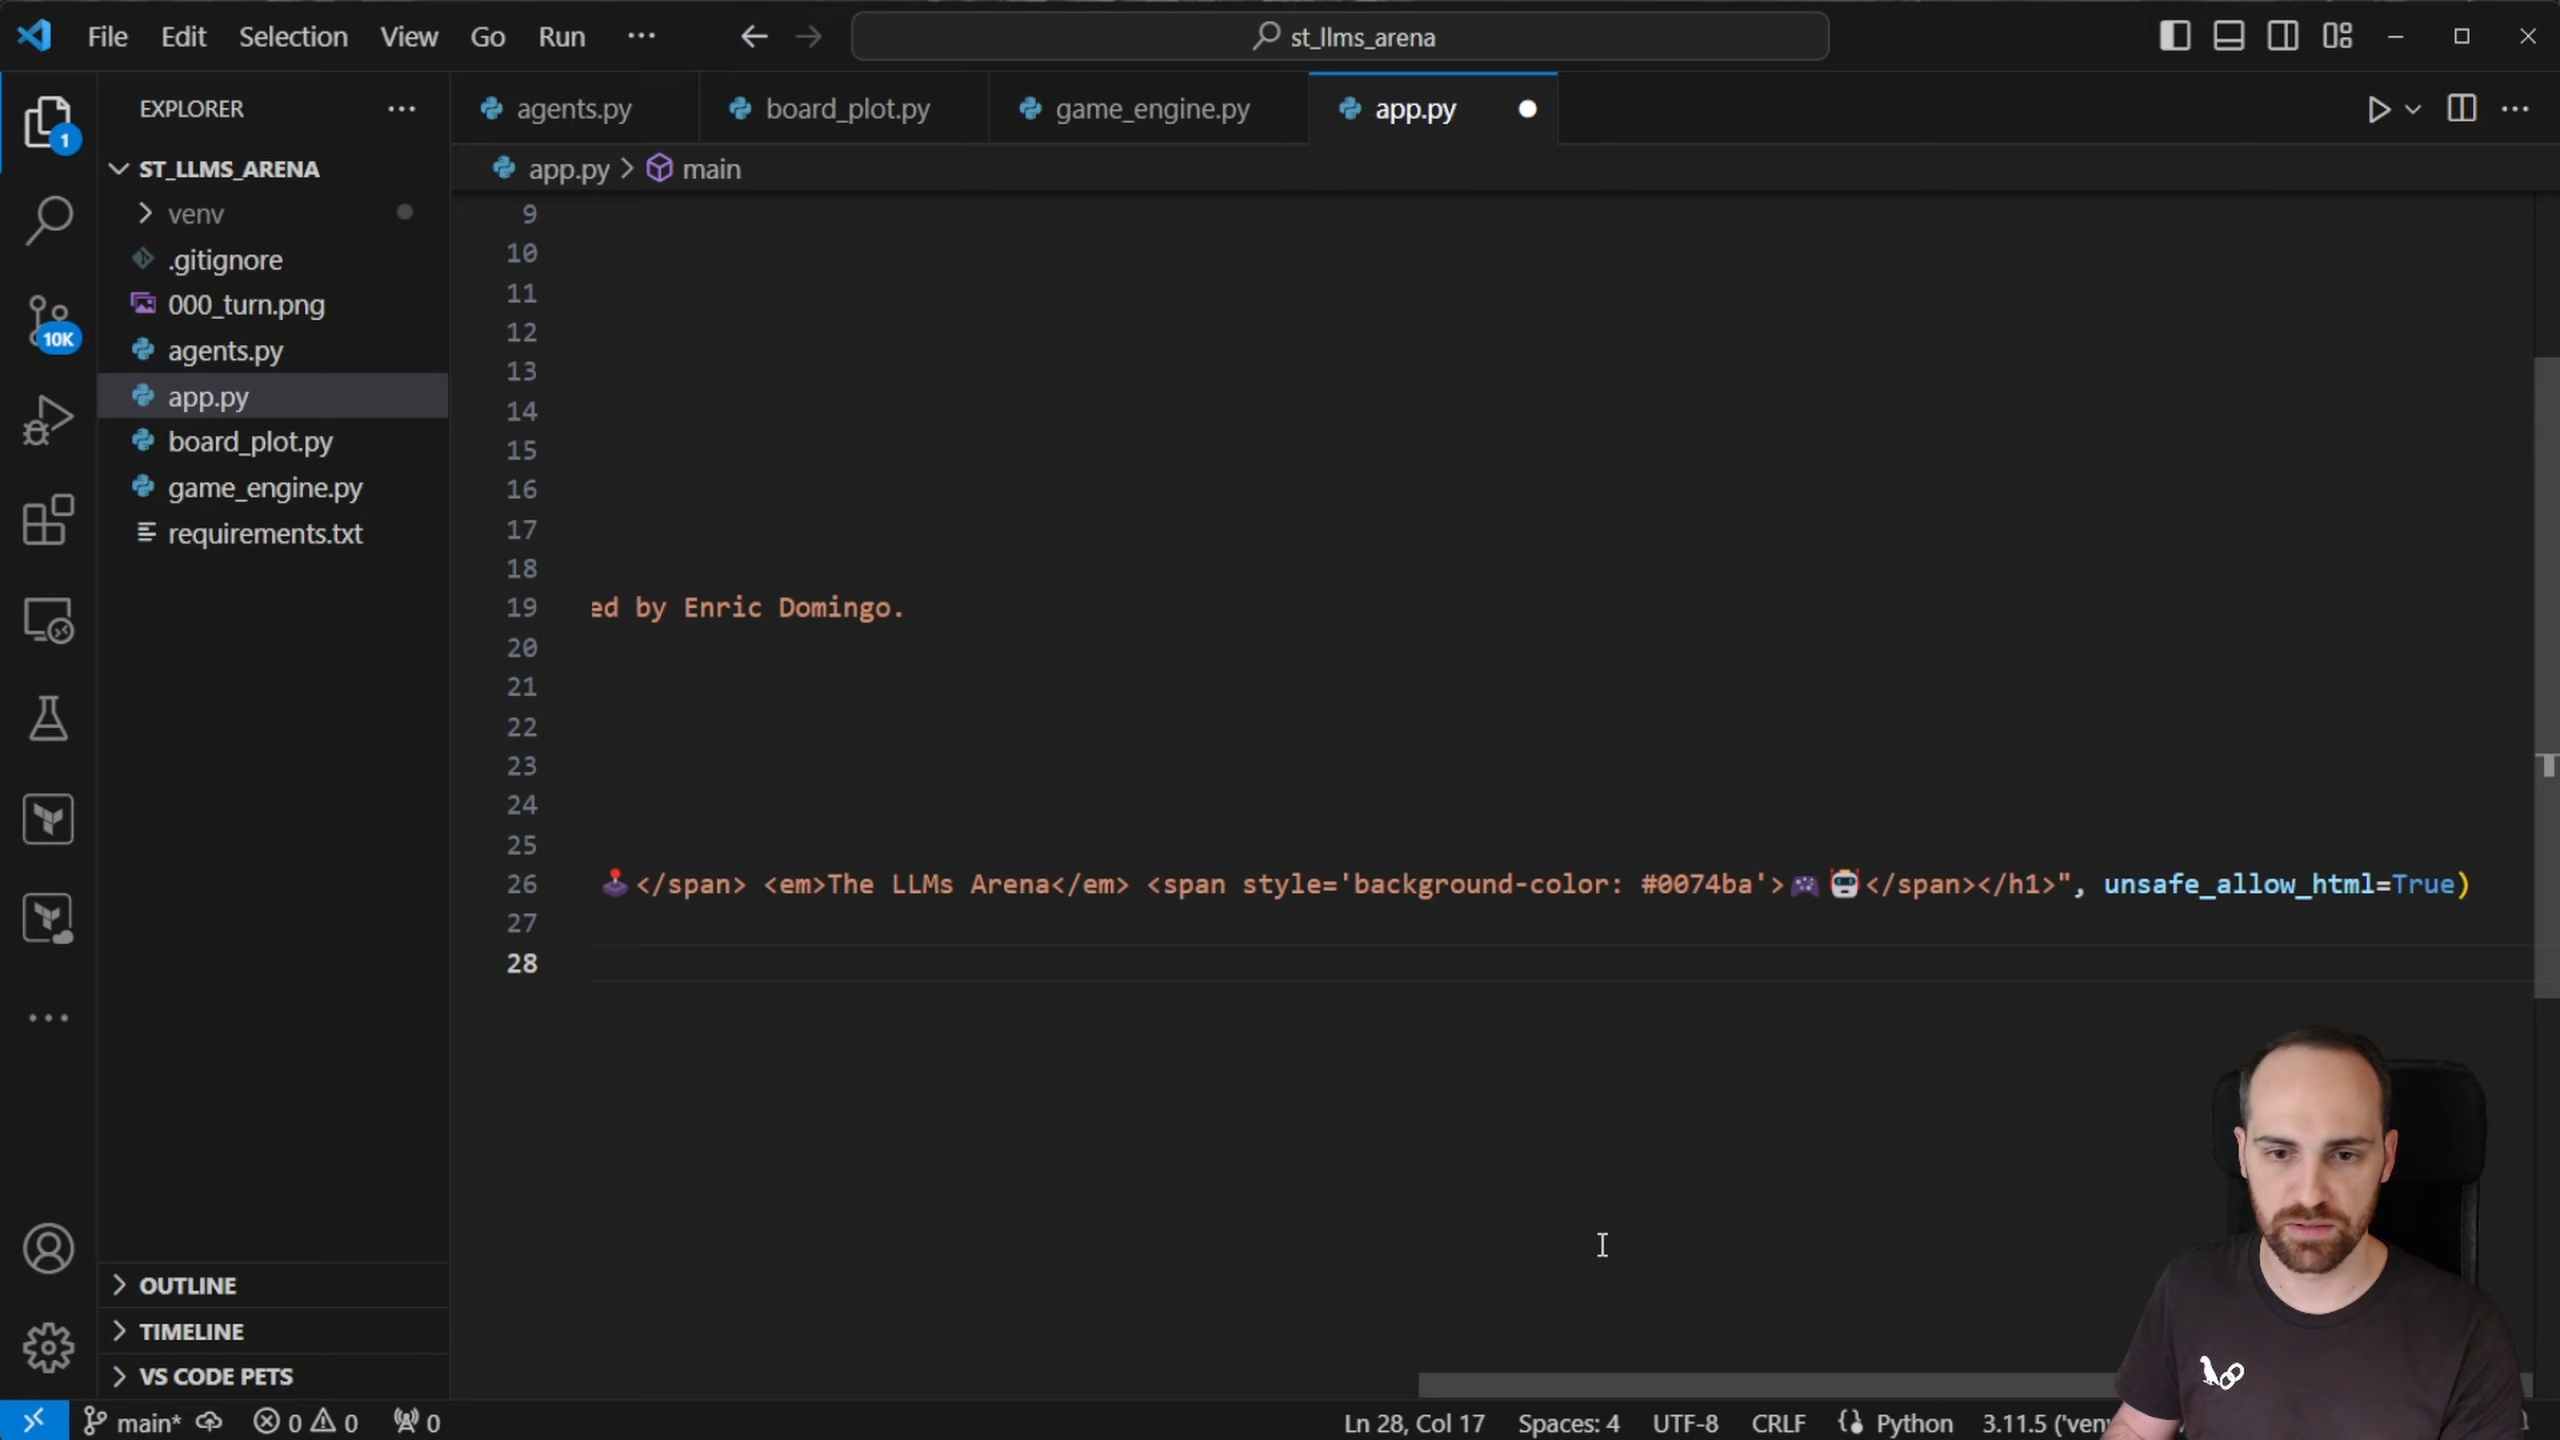 File Edit Selection View Go Run ··· st_llms_arena
EXPLORER ···
1
10K
ST_LLMS_ARENA
venv
.gitignore
000_turn.png
agents.py
app.py
board_plot.py
game_engine.py
requirements.txt
OUTLINE
TIMELINE
VS CODE PETS
agents.py board_plot.py game_engine.py app.py
app.py > main
9
10
11
12
13
14
15
16
17
18
19 ed by Enric Domingo.
20
21
22
23
24
25
26 🕹️</span> <em>The LLMs Arena</em> <span style='background-color: #0074ba'>🎮🤖</span></h1>", unsafe_allow_html=True)
27
28
main* 0 0 0 Ln 28, Col 17 Spaces: 4 UTF-8 CRLF Python 3.11.5 ('venv